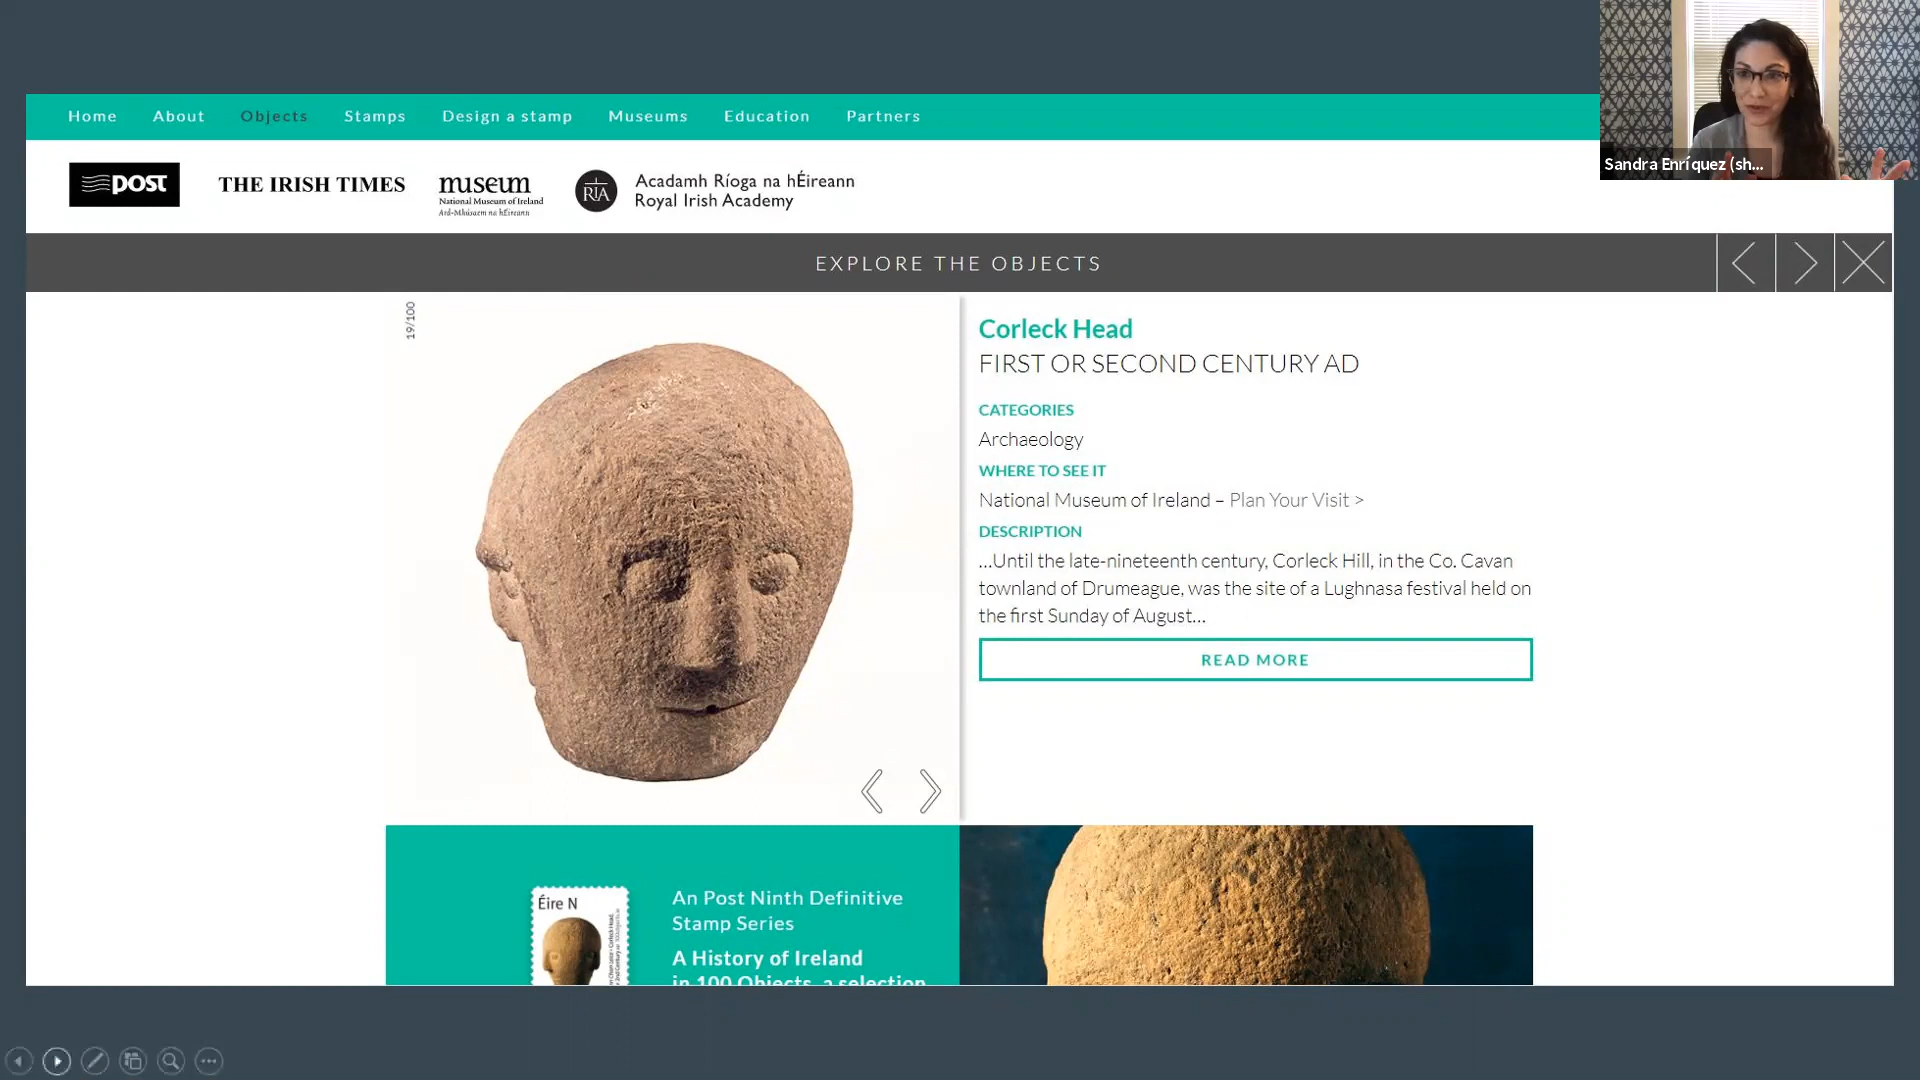 Home About Objects Stamps Design a stamp Museums Education Partners
Sandra Enríquez (sh...
post
THE IRISH TIMES
museum
National Museum of Ireland
Ard-Mhúsaem na hÉireann
RIA
Acadamh Ríoga na hÉireann
Royal Irish Academy
EXPLORE THE OBJECTS
19/100
Corleck Head
FIRST OR SECOND CENTURY AD
CATEGORIES
Archaeology
WHERE TO SEE IT
National Museum of Ireland – Plan Your Visit >
DESCRIPTION
...Until the late-nineteenth century, Corleck Hill, in the Co. Cavan
townland of Drumeague, was the site of a Lughnasa festival held on
the first Sunday of August...
READ MORE
Éire N
An Post Ninth Definitive
Stamp Series
A History of Ireland
in 100 Objects, a selection